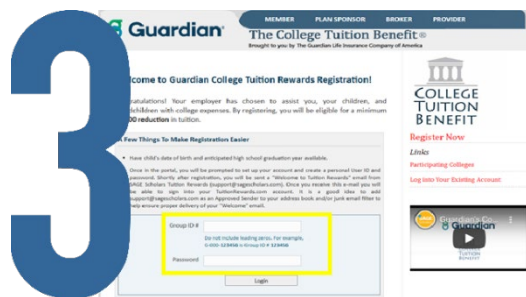 3
Guardian
MEMBER PLAN SPONSOR BROKER PROVIDER
The College Tuition Benefit®
Brought to you by The Guardian Life Insurance Company of America
come to Guardian College Tuition Rewards Registration!
atulations! Your employer has chosen to assist you, your children, and
dchildren with college expenses. By registering, you will be eligible for a minimum
00 reduction in tuition.
A Few Things To Make Registration Easier
• Have child's date of birth and anticipated high school graduation year available.
• Once in the portal, you will be prompted to set up your account and create a personal User ID and
password. Shortly after registration, you will be sent a "Welcome to Tuition Rewards" email from
SAGE Scholars Tuition Rewards (support@sagescholars.com). Once you receive this e-mail you will
be able to sign into your TuitionRewards.com account. It is a good idea to add
support@sagescholars.com as an Approved Sender to your address book and/or junk email filter to
help ensure proper delivery of your "Welcome" email.
Group ID #
Do not include leading zeros. For example,
0-000-123456 is Group ID # 123456
Password
Login
COLLEGE
TUITION
BENEFIT
Register Now
Links
Participating Colleges
Log into Your Existing Account
Guardian's Co...
Guardian
TUITION
BENEFIT